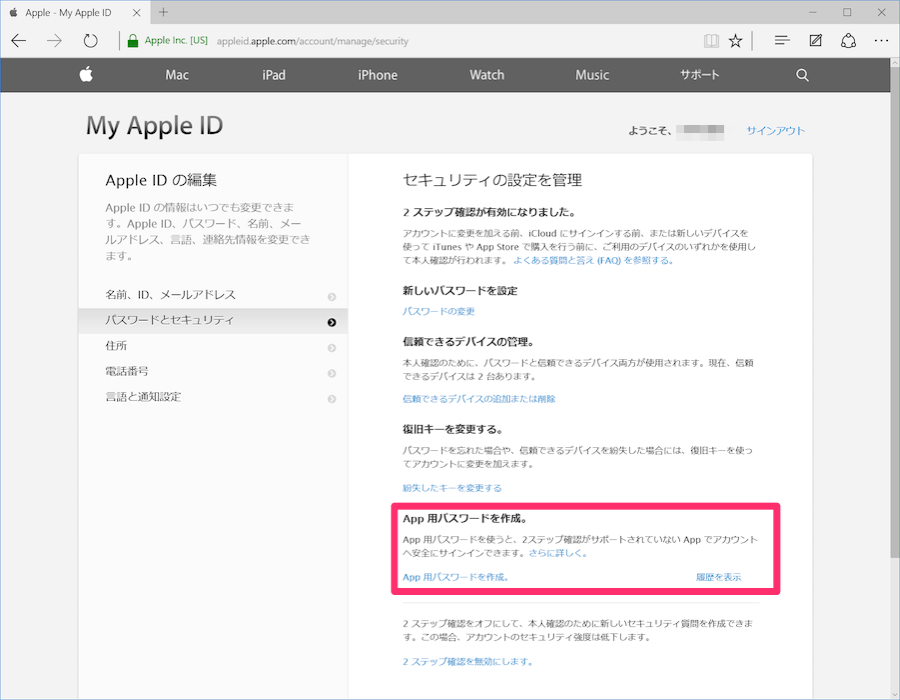 Apple - My Apple ID
Apple Inc. [US] appleid.apple.com/account/manage/security
Mac iPad iPhone Watch Music サポート
My Apple ID
ようこそ、 サインアウト
Apple ID の編集
Apple ID の情報はいつでも変更できま
す。Apple ID、パスワード、名前、メー
ルアドレス、言語、連絡先情報を変更でき
ます。
名前、ID、メールアドレス
パスワードとセキュリティ
住所
電話番号
言語と通知設定
セキュリティの設定を管理
2 ステップ確認が有効になりました。
アカウントに変更を加える前、iCloud にサインインする前、または新しいデバイスを
使って iTunes や App Store で購入を行う前に、ご利用のデバイスのいずれかを使用し
て本人確認が行われます。 よくある質問と答え (FAQ) を参照する。
新しいパスワードを設定
パスワードの変更
信頼できるデバイスの管理。
本人確認のために、パスワードと信頼できるデバイス両方が使用されます。現在、信頼
できるデバイスは 2 台あります。
信頼できるデバイスの追加または削除
復旧キーを変更する。
パスワードを忘れた場合や、信頼できるデバイスを紛失した場合には、復旧キーを使っ
てアカウントに変更を加えます。
紛失したキーを変更する
App 用パスワードを作成。
App 用パスワードを使うと、2ステップ確認がサポートされていない App でアカウント
へ安全にサインインできます。さらに詳しく。
App 用パスワードを作成。 履歴を表示
2 ステップ確認をオフにして、本人確認のために新しいセキュリティ質問を作成できま
す。この場合、アカウントのセキュリティ強度は低下します。
2 ステップ確認を無効にします。